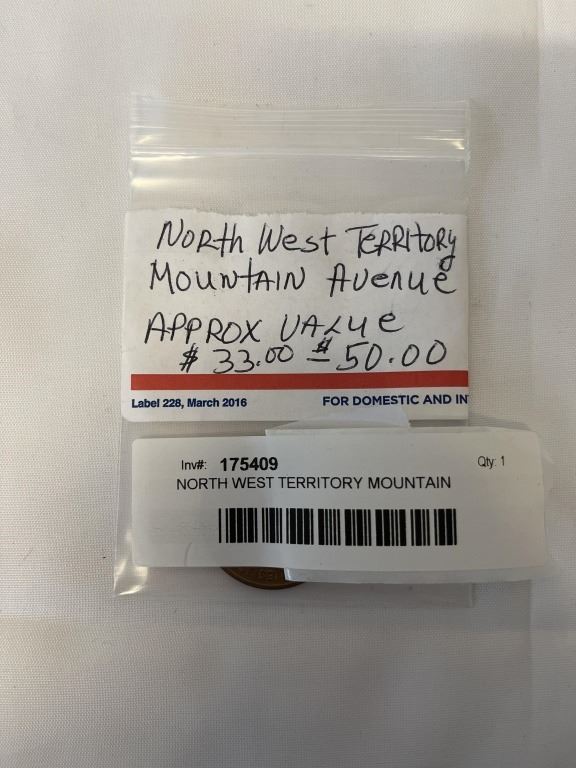 North West Territory
Mountain Avenue
Approx Value
$33.00 - $50.00
Label 228, March 2016 FOR DOMESTIC AND IN
Inv#: 175409 Qty: 1
NORTH WEST TERRITORY MOUNTAIN